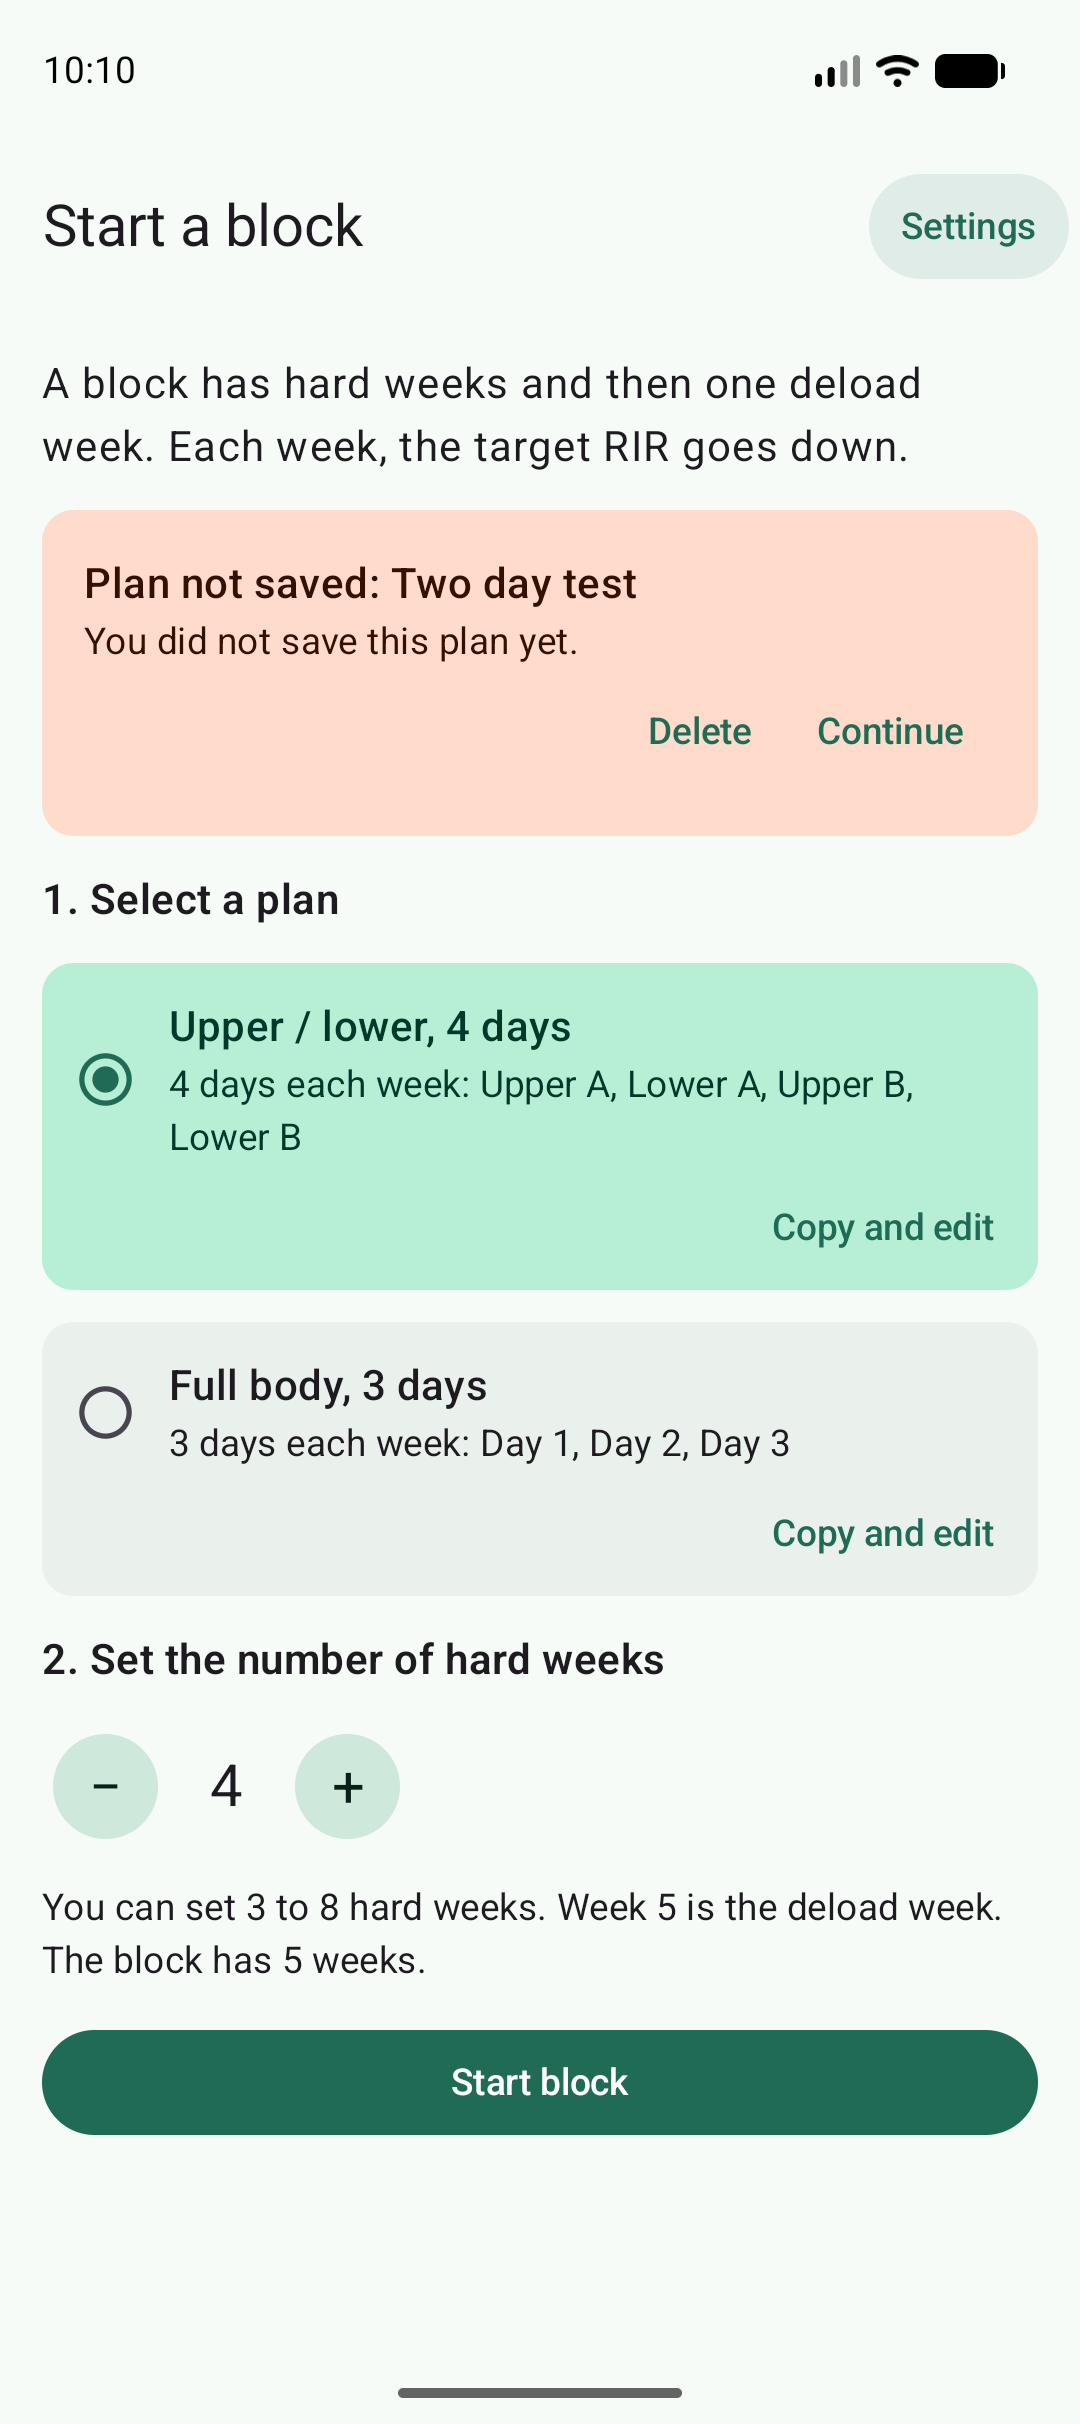 10:10
Start a block
Settings
A block has hard weeks and then one deload
week. Each week, the target RIR goes down.
Plan not saved: Two day test
You did not save this plan yet.
Delete
Continue
1. Select a plan
Upper / lower, 4 days
4 days each week: Upper A, Lower A, Upper B,
Lower B
Copy and edit
Full body, 3 days
3 days each week: Day 1, Day 2, Day 3
Copy and edit
2. Set the number of hard weeks
− 4 +
You can set 3 to 8 hard weeks. Week 5 is the deload week.
The block has 5 weeks.
Start block